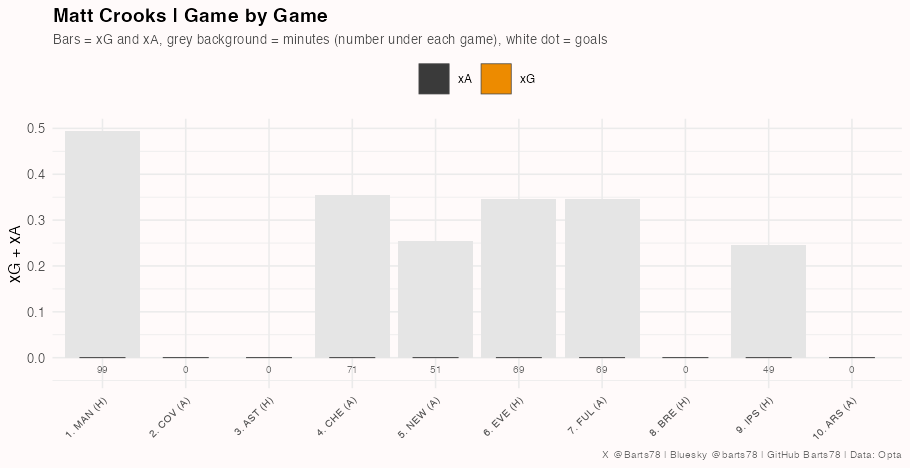 Matt Crooks | Game by Game
Bars = xG and xA, grey background = minutes (number under each game), white dot = goals
xA xG
xG + xA
0.5
0.4
0.3
0.2
0.1
0.0
99 0 0 71 51 69 69 0 49 0
1. MAN (H) 2. COV (A) 3. AST (H) 4. CHE (A) 5. NEW (A) 6. EVE (H) 7. FUL (A) 8. BRE (H) 9. IPS (H) 10. ARS (A)
X @Barts78 | Bluesky @barts78 | GitHub Barts78 | Data: Opta